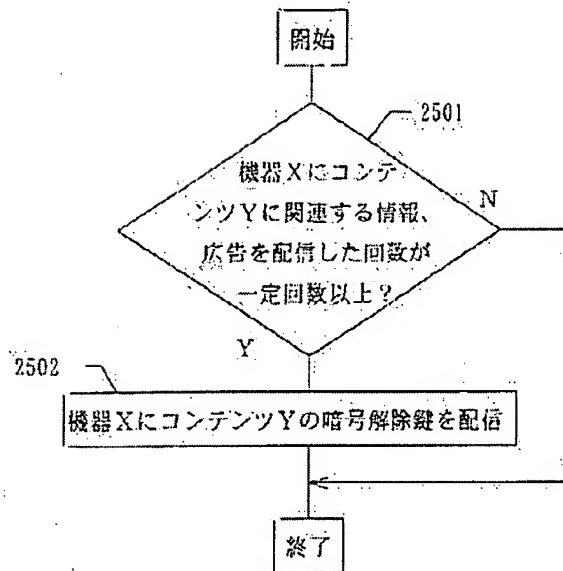 開始
2501
機器Xにコンテ
ンツYに関連する情報、
広告を配信した回数が
一定回数以上?
N
Y
2502
機器XにコンテンツYの暗号解除鍵を配信
終了